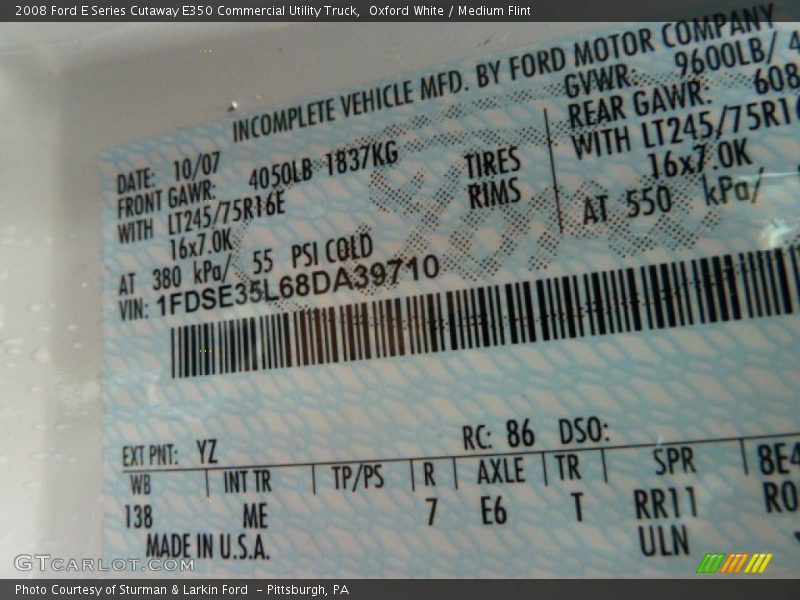 2008 Ford E Series Cutaway E350 Commercial Utility Truck,  Oxford White / Medium Flint
INCOMPLETE VEHICLE MFD. BY FORD MOTOR COMPANY
DATE: 10/07
GVWR: 9600LB/
FRONT GAWR: 4050LB 1837KG
REAR GAWR:
WITH LT245/75R16E
TIRES
WITH LT245/75R16
16x7.0K
RIMS
16x7.0K
AT 380 kPa/ 55 PSI COLD
AT 550 kPa/
VIN: 1FDSE35L68DA39710
EXT PNT: YZ
RC: 86 DSO:
WB INT TR TP/PS R AXLE TR SPR
138 ME 7 E6 T RR11
MADE IN U.S.A.
ULN
GTCARLOT.COM
Photo Courtesy of Sturman & Larkin Ford  - Pittsburgh, PA